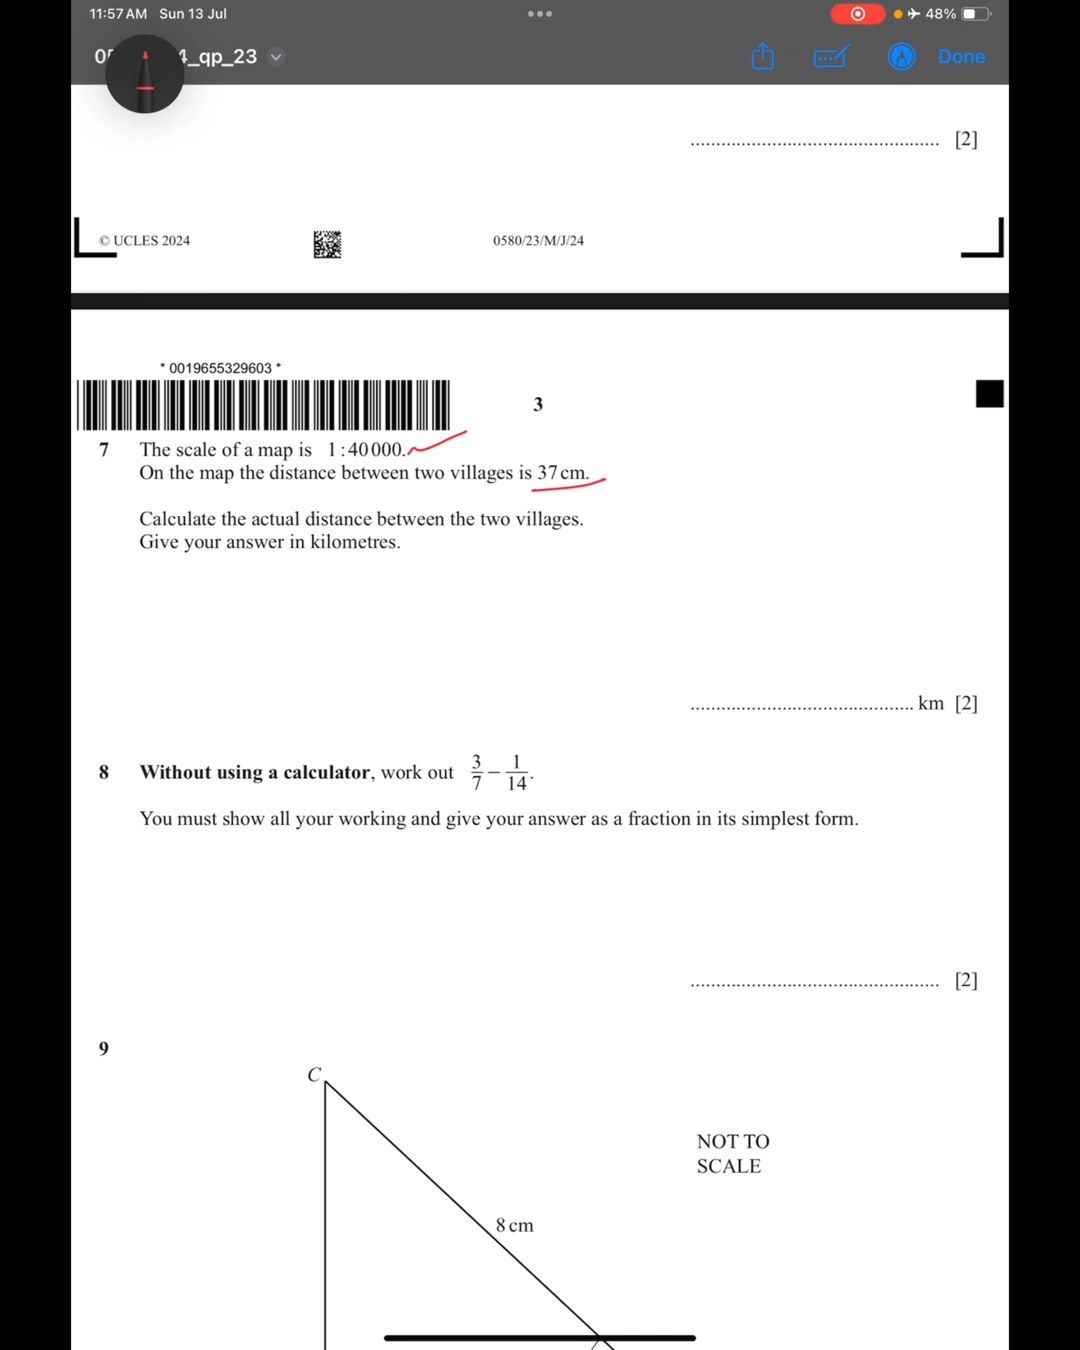 11:57 AM Sun 13 Jul
48%
4_qp_23
Done
[2]
© UCLES 2024
0580/23/M/J/24
* 0019655329603 *
3
7 The scale of a map is 1 : 40 000.
On the map the distance between two villages is 37 cm.
Calculate the actual distance between the two villages.
Give your answer in kilometres.
.............................................. km [2]
8 Without using a calculator, work out 3/7 − 1/14.
You must show all your working and give your answer as a fraction in its simplest form.
.................................................. [2]
9
C
NOT TO
SCALE
8 cm